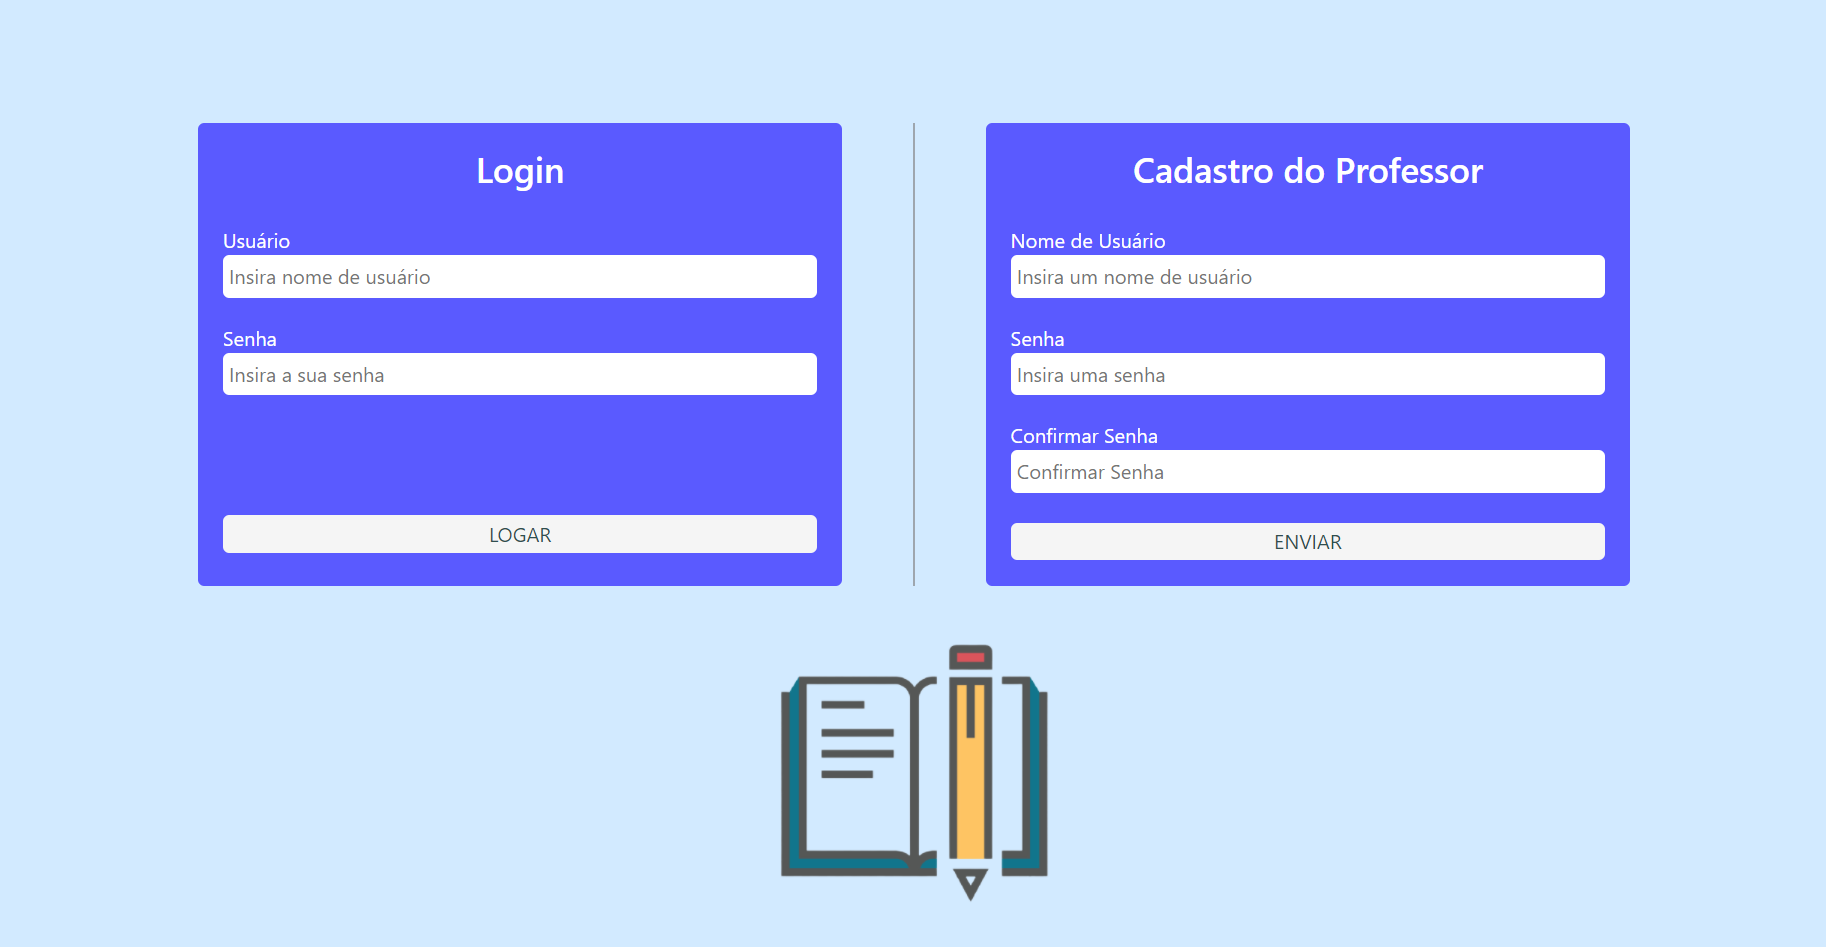 Login
Usuário
Insira nome de usuário
Senha
Insira a sua senha
LOGAR
Cadastro do Professor
Nome de Usuário
Insira um nome de usuário
Senha
Insira uma senha
Confirmar Senha
Confirmar Senha
ENVIAR